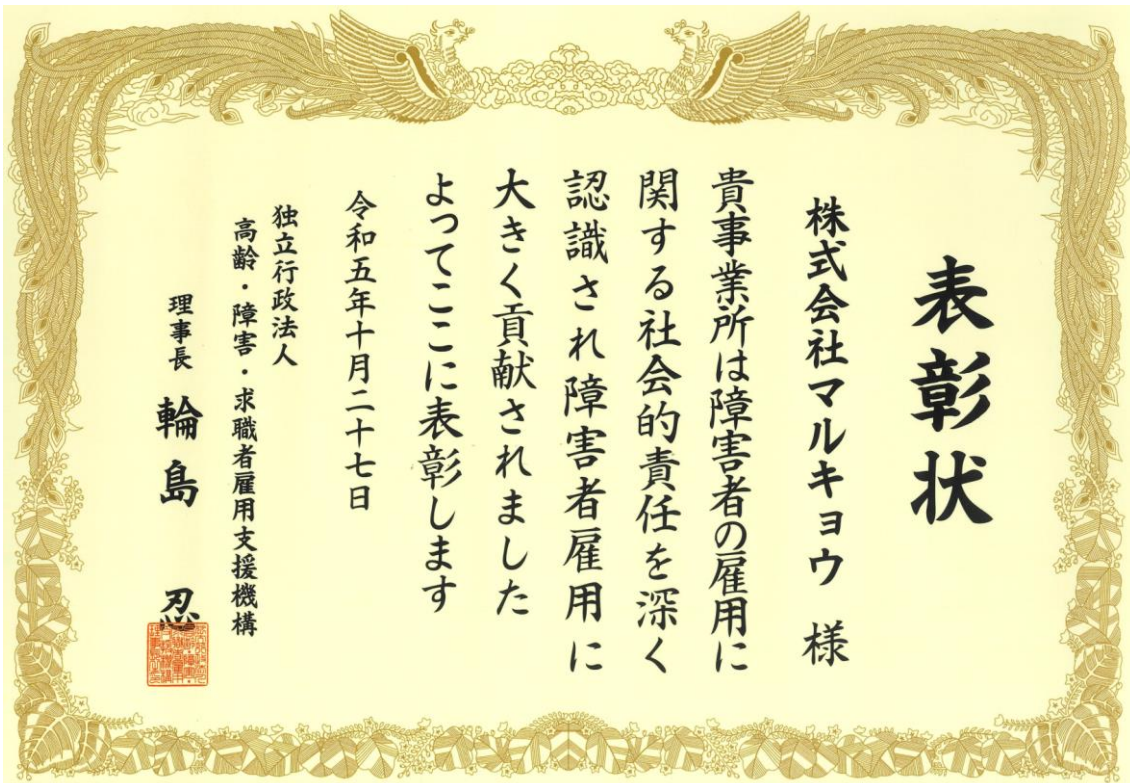 表彰状
株式会社マルキョウ 様
貴事業所は障害者の雇用に
関する社会的責任を深く
認識され障害者雇用に
大きく貢献されました
よってここに表彰します
令和五年十月二十七日
独立行政法人
高齢・障害・求職者雇用支援機構
理事長 輪島 忍